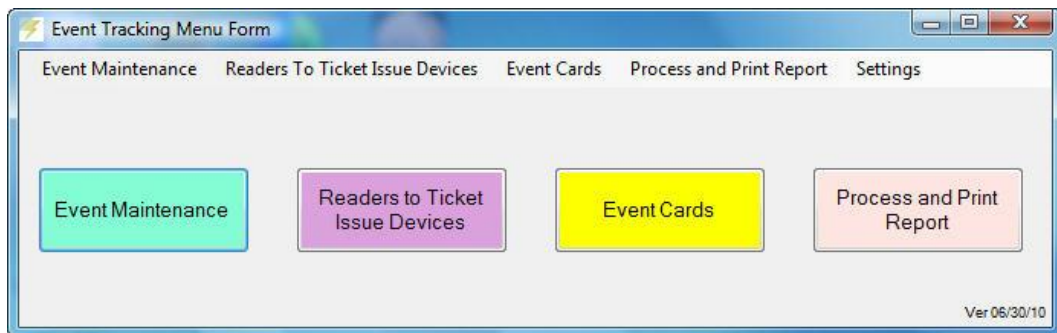 Event Tracking Menu Form
Event Maintenance Readers To Ticket Issue Devices Event Cards Process and Print Report Settings
Event Maintenance
Readers to Ticket
Issue Devices
Event Cards
Process and Print
Report
Ver 06/30/10